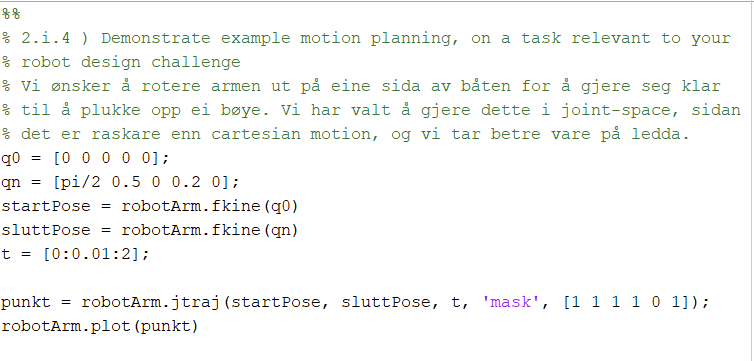 %%
% 2.i.4 ) Demonstrate example motion planning, on a task relevant to your
% robot design challenge
% Vi ønsker å rotere armen ut på eine sida av båten for å gjere seg klar
% til å plukke opp ei bøye. Vi har valt å gjere dette i joint-space, sidan
% det er raskare enn cartesian motion, og vi tar betre vare på ledda.
q0 = [0 0 0 0 0];
qn = [pi/2 0.5 0 0.2 0];
startPose = robotArm.fkine(q0)
sluttPose = robotArm.fkine(qn)
t = [0:0.01:2];
punkt = robotArm.jtraj(startPose, sluttPose, t, 'mask', [1 1 1 1 0 1]);
robotArm.plot(punkt)